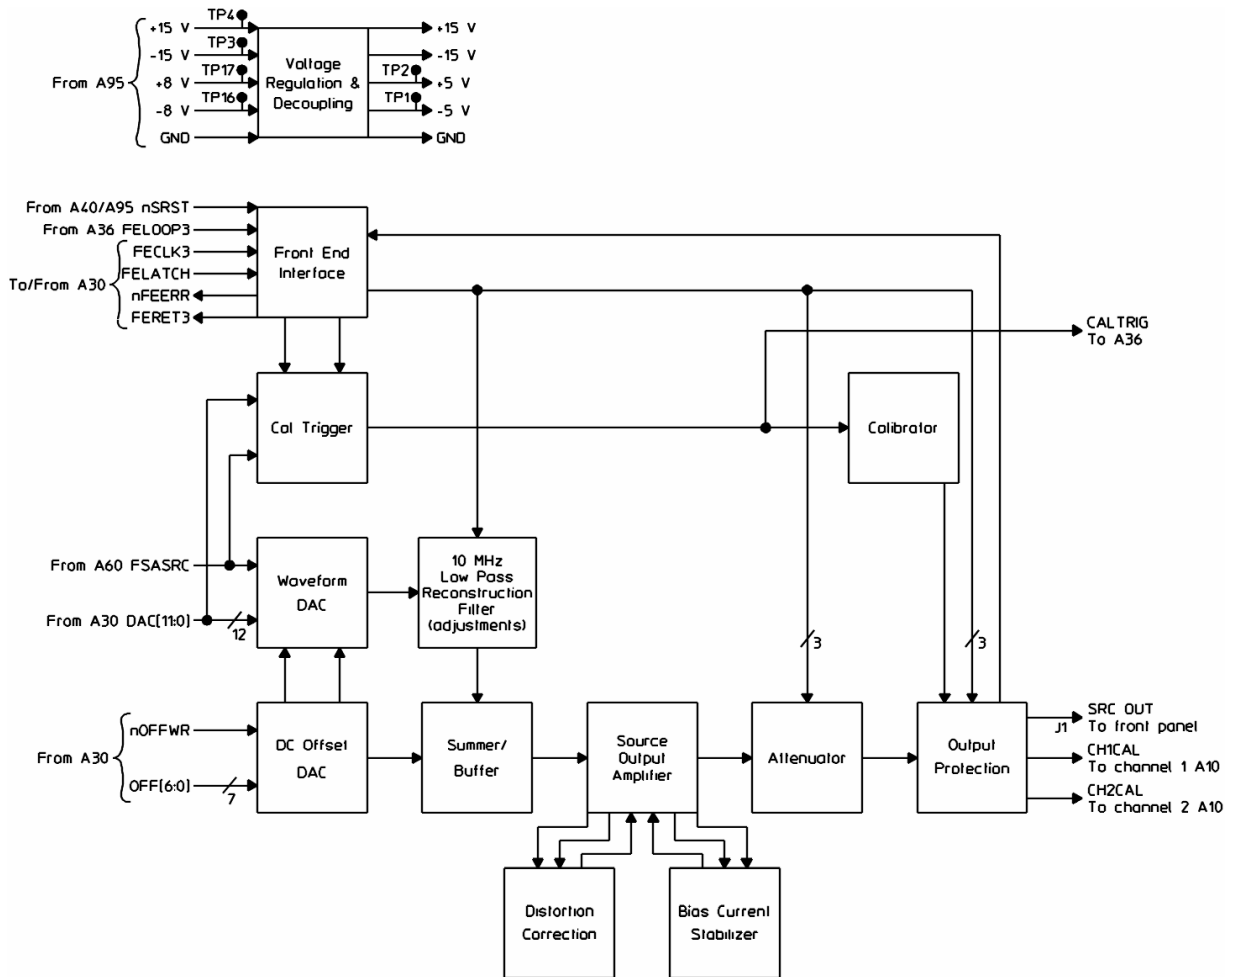 TP4
+15 V
+15 V
TP3
-15 V
-15 V
From A95
TP17
+8 V
Voltage
Regulation &
Decoupling
TP2
+5 V
TP16
-8 V
TP1
-5 V
GND
GND
From A40/A95 nSRST
From A36 FELOOP3
To/From A30
FECLK3
FELATCH
nFEERR
FERET3
Front End
Interface
CALTRIG
To A36
Cal Trigger
Calibrator
From A60 FSASRC
From A30 DAC[11:0]
12
Waveform
DAC
10 MHz
Low Pass
Reconstruction
Filter
(adjustments)
3
3
From A30
nOFFWR
OFF[6:0]
7
DC Offset
DAC
Summer/
Buffer
Source
Output
Amplifier
Attenuator
Output
Protection
J1
SRC OUT
To front panel
CH1CAL
To channel 1 A10
CH2CAL
To channel 2 A10
Distortion
Correction
Bias Current
Stabilizer